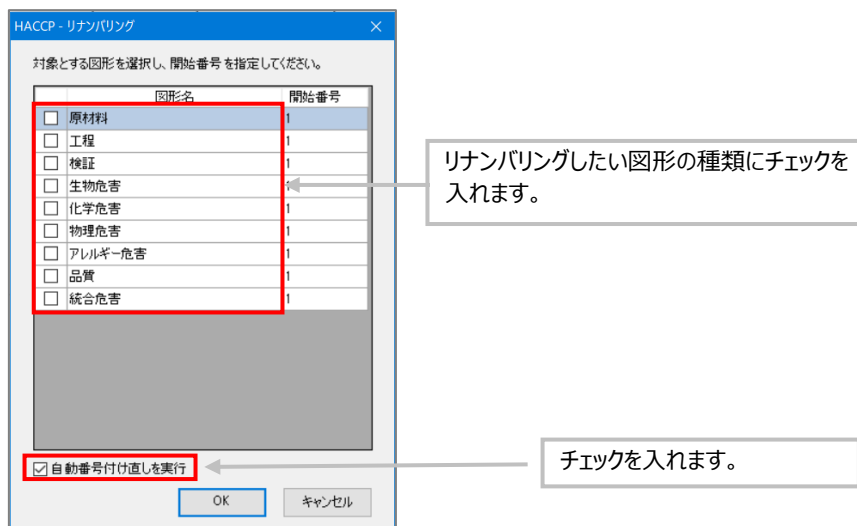 HACCP - リナンバリング
対象とする図形を選択し、開始番号を指定してください。
図形名 開始番号
原材料 1
工程 1
検証 1
生物危害 1
化学危害 1
物理危害 1
アレルギー危害 1
品質 1
統合危害 1
リナンバリングしたい図形の種類にチェックを
入れます。
自動番号付け直しを実行
チェックを入れます。
OK キャンセル